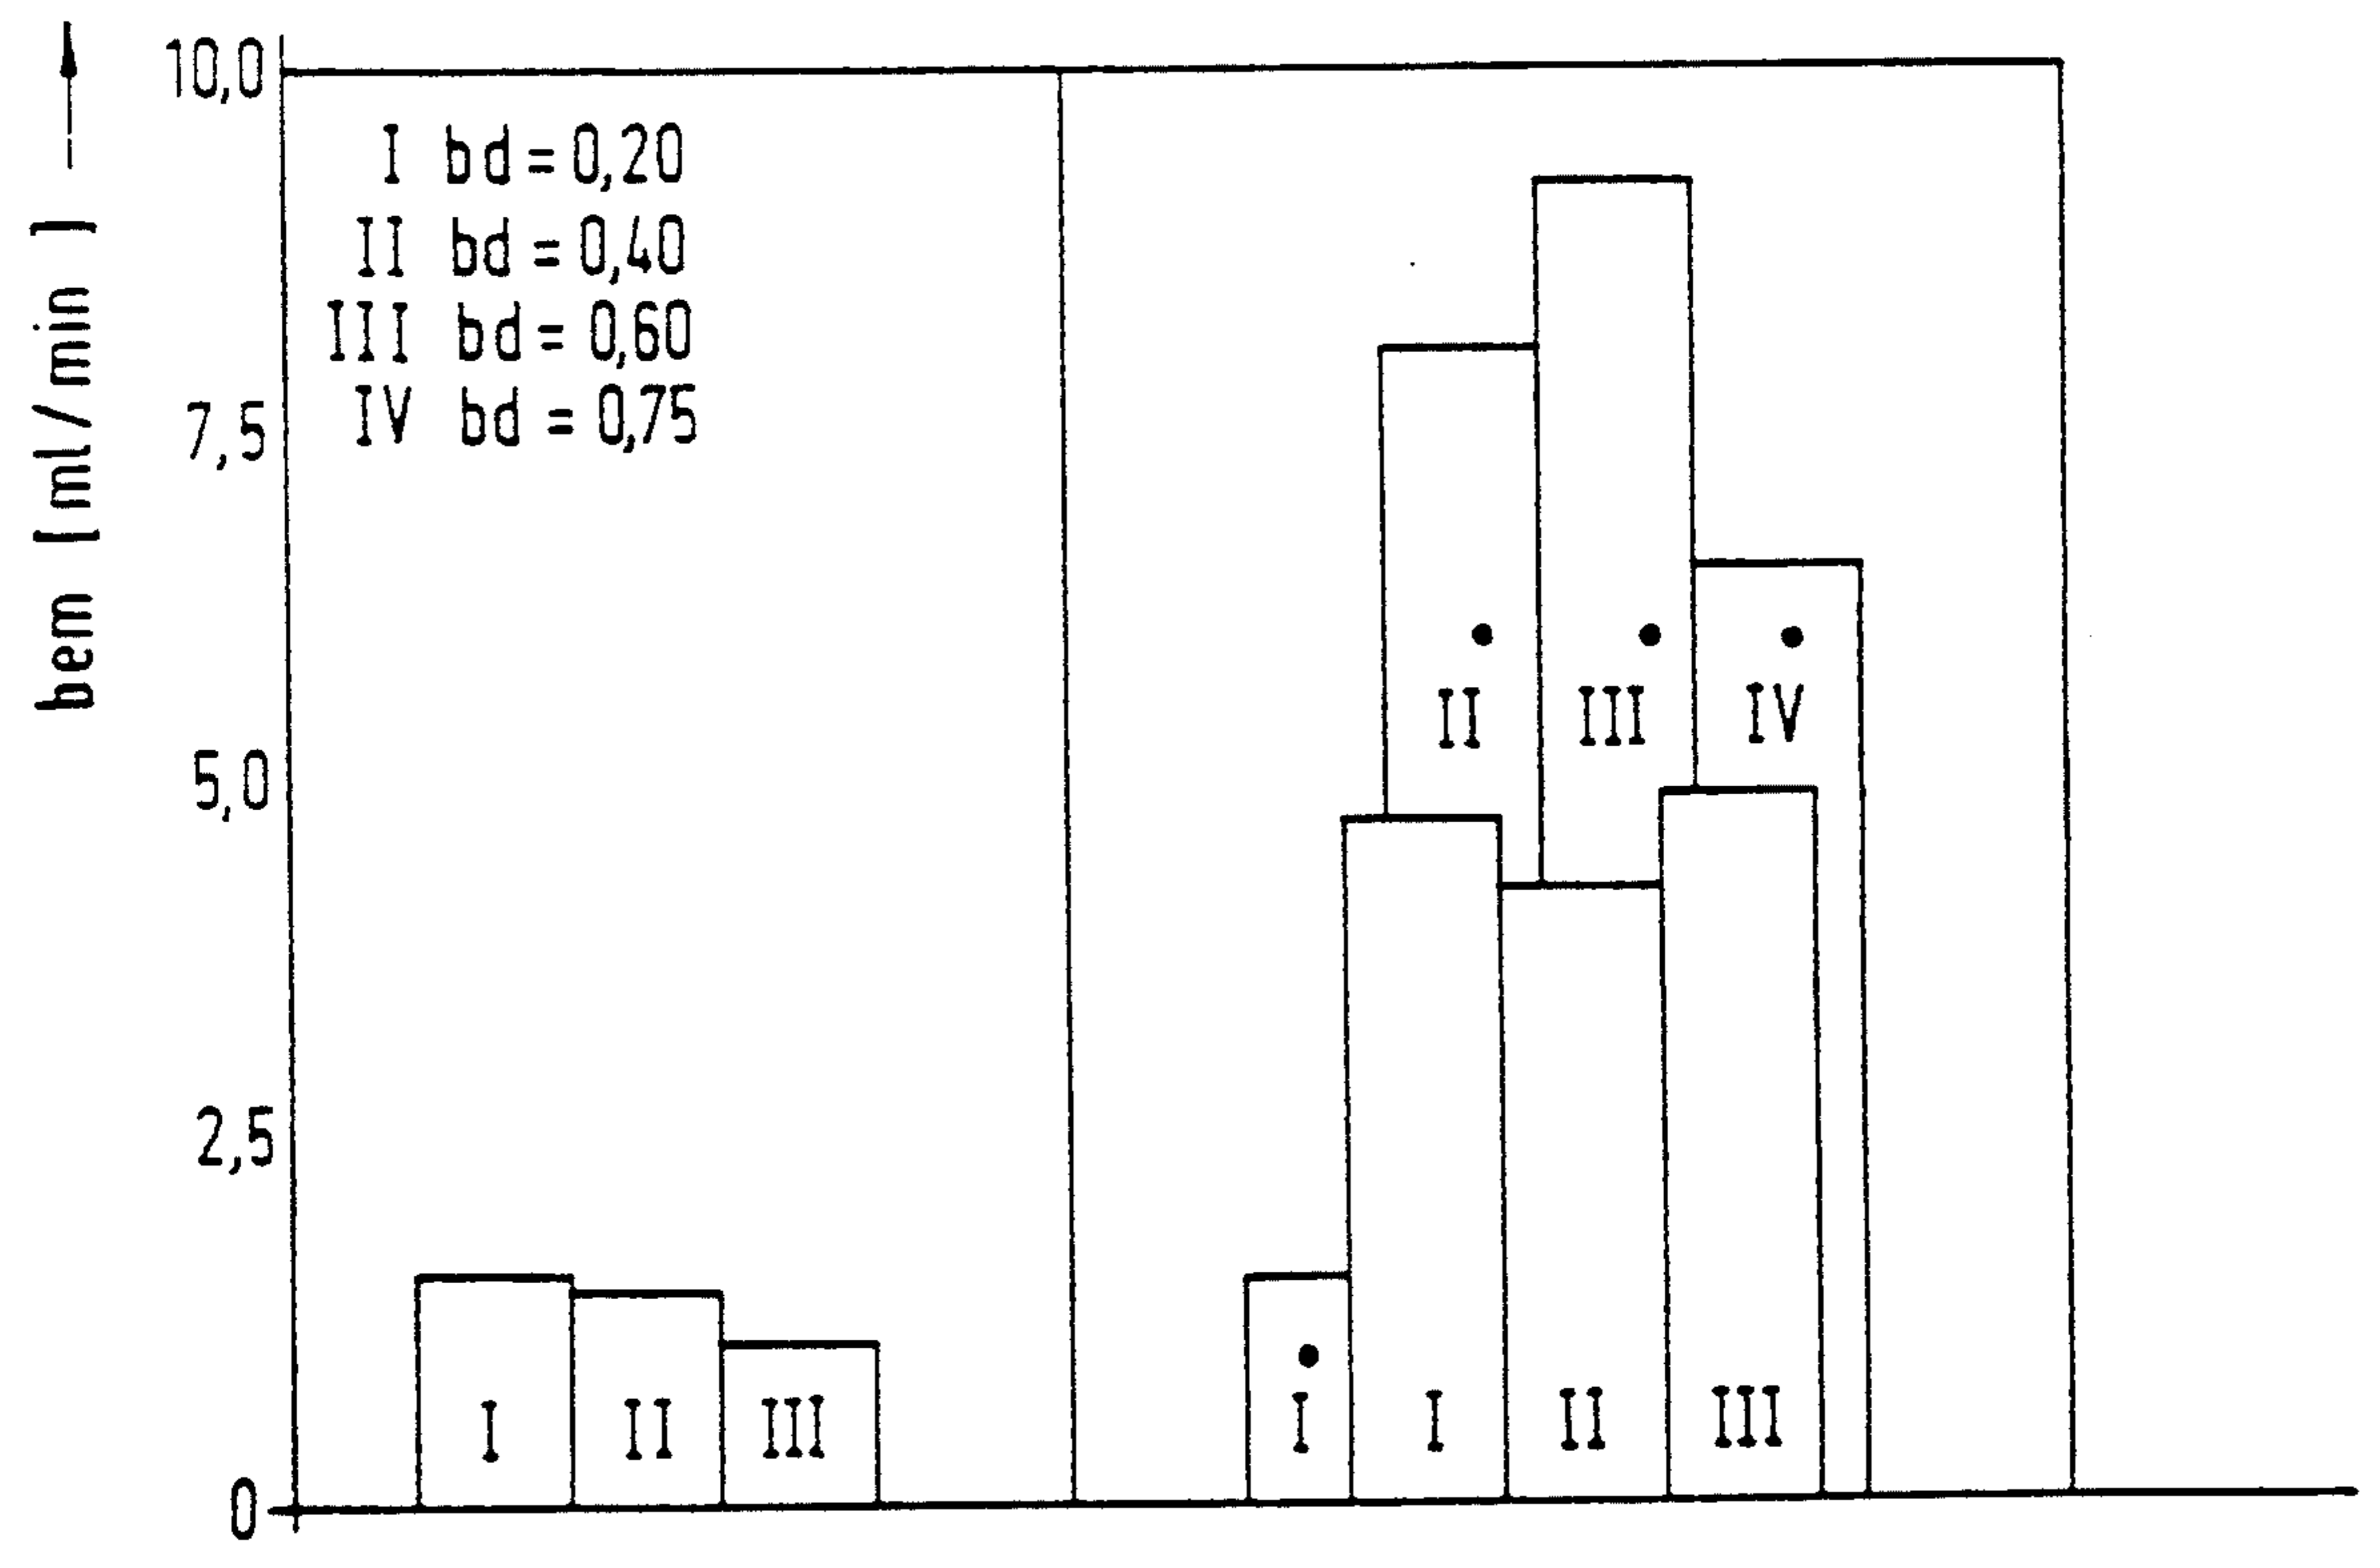 bem [ml/min]
10,0
7,5
5,0
2,5
0
I bd = 0,20
II bd = 0,40
III bd = 0,60
IV bd = 0,75
II III IV
I II III
I I II III